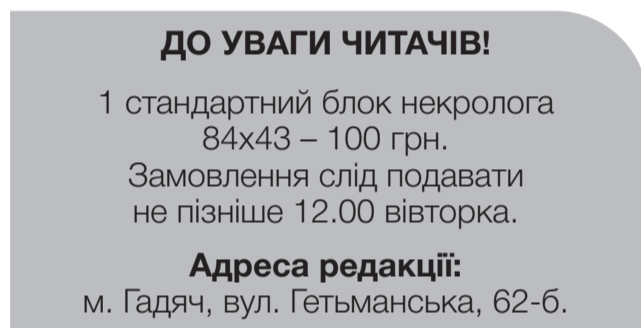 ДО УВАГИ ЧИТАЧІВ!
1 стандартний блок некролога
84х43 – 100 грн.
Замовлення слід подавати
не пізніше 12.00 вівторка.
Адреса редакції:
м. Гадяч, вул. Гетьманська, 62-б.